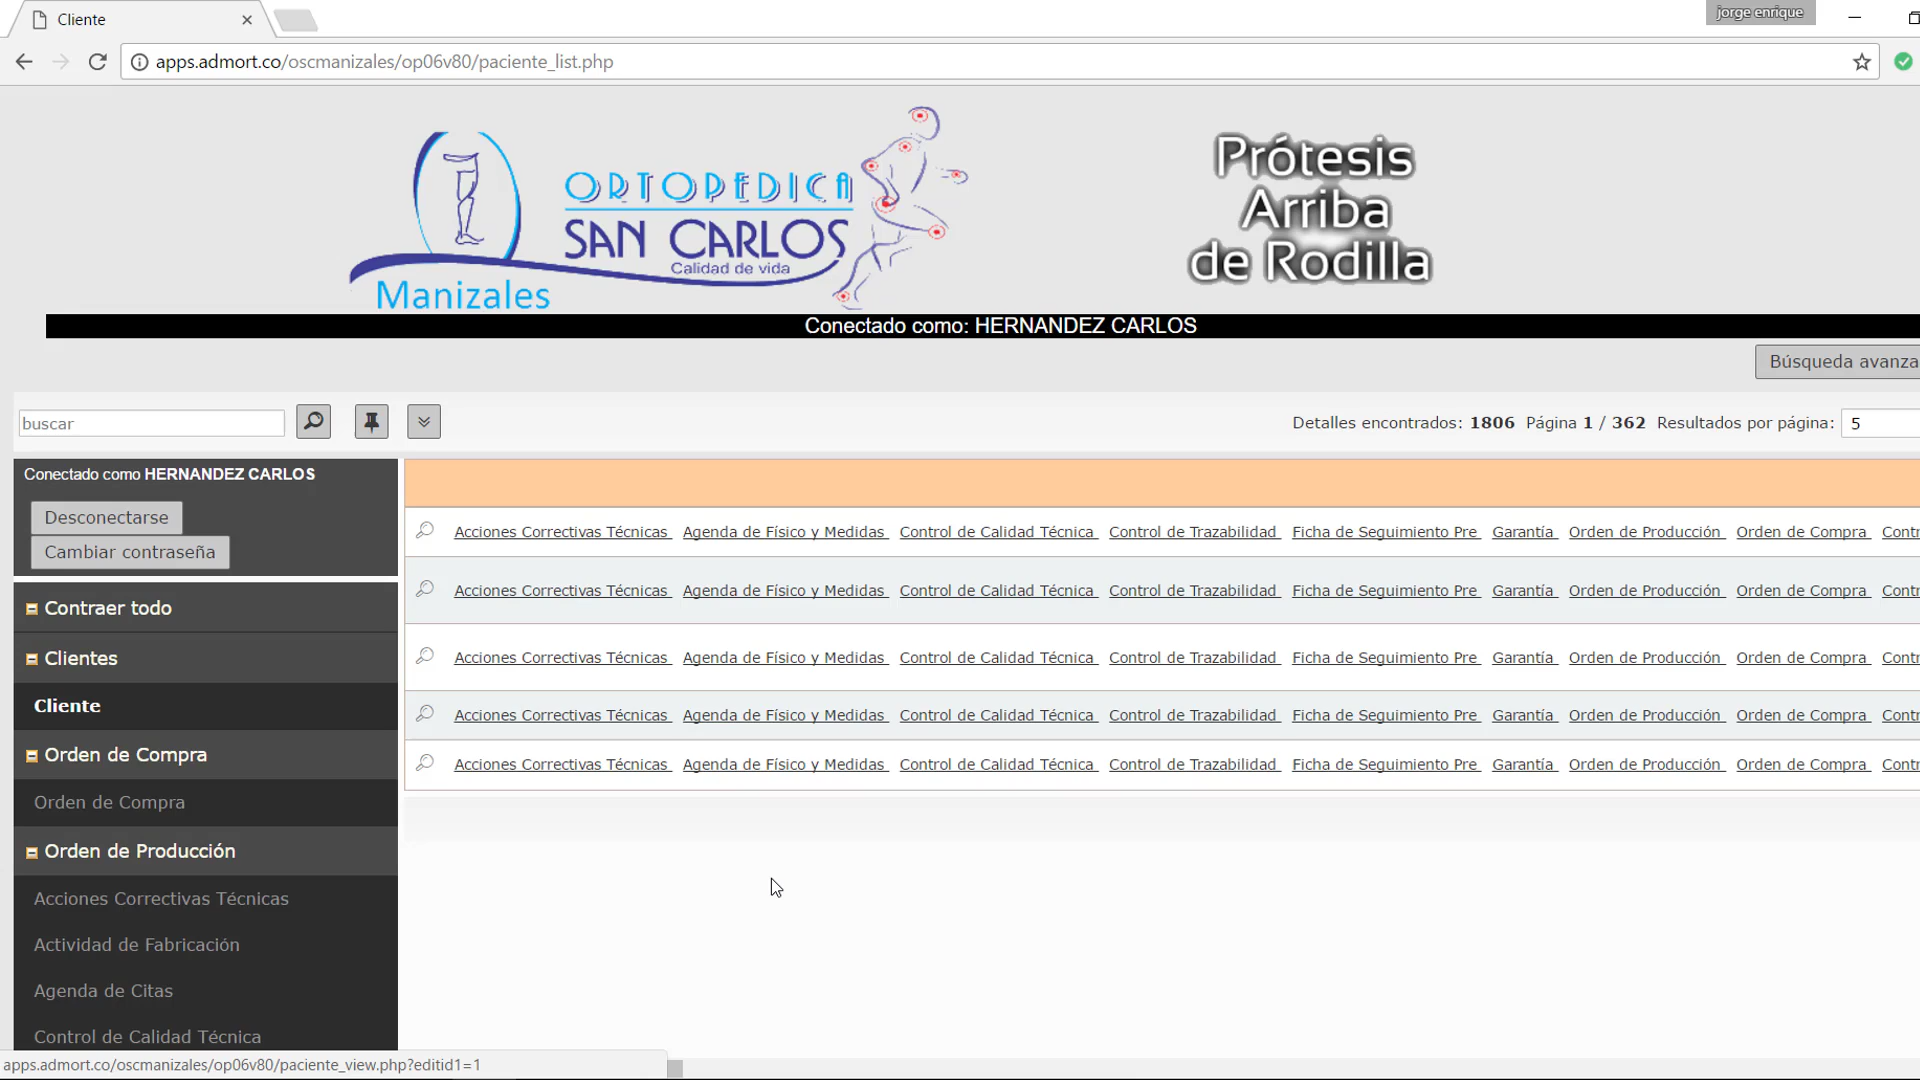 Cliente
jorge enrique
apps.admort.co/oscmanizales/op06v80/paciente_list.php
ORTOPEDICA
SAN CARLOS
Calidad de vida
Manizales
Prótesis
Arriba
de Rodilla
Conectado como: HERNANDEZ CARLOS
Búsqueda avanza
buscar
Detalles encontrados: 1806 Página 1 / 362 Resultados por página: 5
Conectado como HERNANDEZ CARLOS
Desconectarse
Cambiar contraseña
Contraer todo
Clientes
Cliente
Orden de Compra
Orden de Compra
Orden de Producción
Acciones Correctivas Técnicas
Actividad de Fabricación
Agenda de Citas
Control de Calidad Técnica
Acciones Correctivas Técnicas Agenda de Físico y Medidas Control de Calidad Técnica Control de Trazabilidad Ficha de Seguimiento Pre Garantía Orden de Producción Orden de Compra Contr
Acciones Correctivas Técnicas Agenda de Físico y Medidas Control de Calidad Técnica Control de Trazabilidad Ficha de Seguimiento Pre Garantía Orden de Producción Orden de Compra Contr
Acciones Correctivas Técnicas Agenda de Físico y Medidas Control de Calidad Técnica Control de Trazabilidad Ficha de Seguimiento Pre Garantía Orden de Producción Orden de Compra Contr
Acciones Correctivas Técnicas Agenda de Físico y Medidas Control de Calidad Técnica Control de Trazabilidad Ficha de Seguimiento Pre Garantía Orden de Producción Orden de Compra Contr
Acciones Correctivas Técnicas Agenda de Físico y Medidas Control de Calidad Técnica Control de Trazabilidad Ficha de Seguimiento Pre Garantía Orden de Producción Orden de Compra Contr
apps.admort.co/oscmanizales/op06v80/paciente_view.php?editid1=1